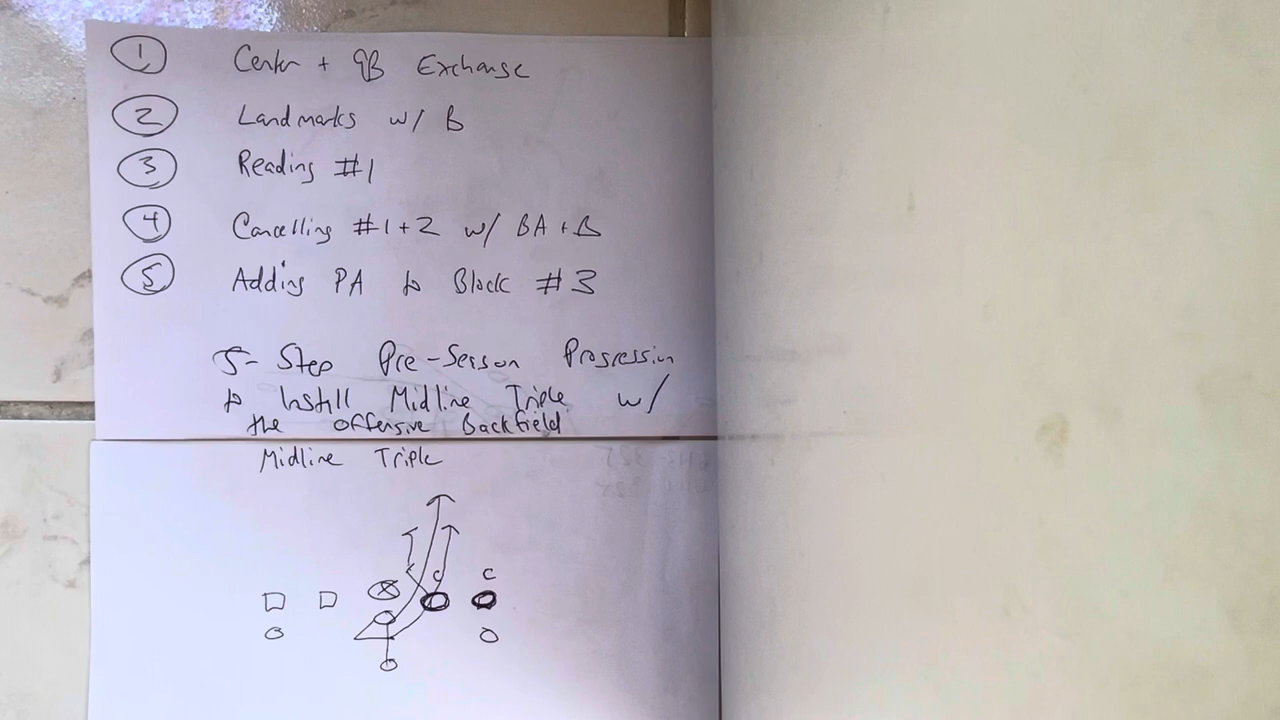 1 Center + QB Exchange
2 Landmarks w/ B
3 Reading #1
4 Cancelling #1+2 w/ BA + B
5 Adding PA to Block #3
5-Step Pre-Season Progression
to Install Midline Triple w/
the offensive Backfield
Midline Triple
C C
X